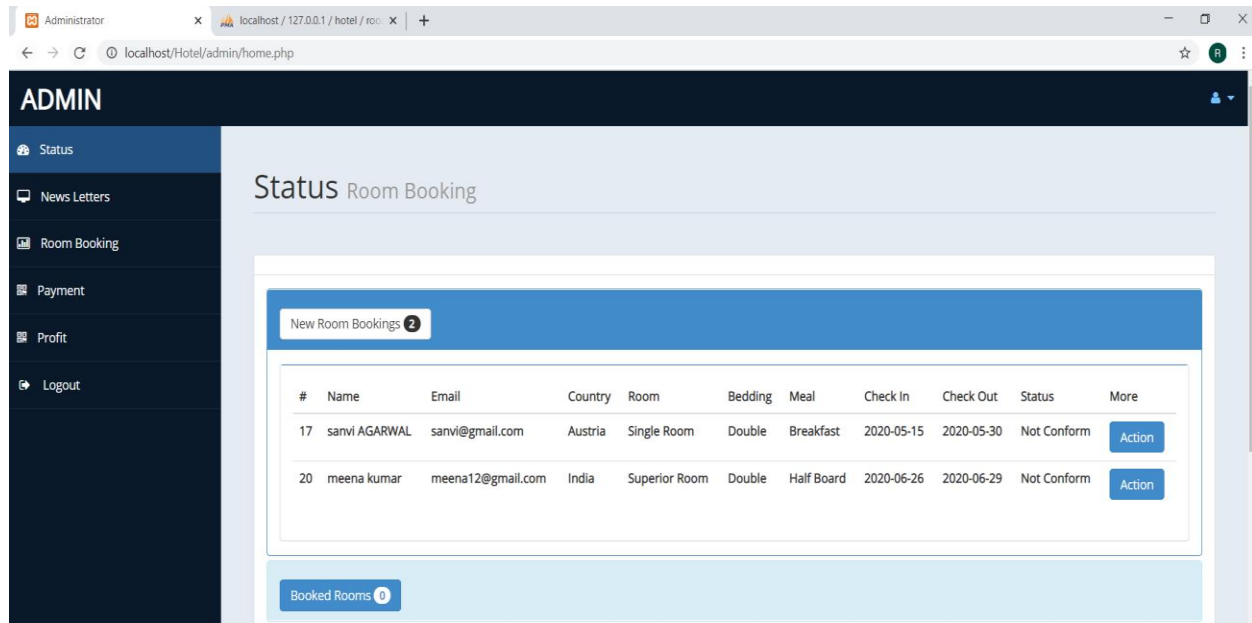 Administrator
localhost / 127.0.0.1 / hotel / roo
localhost/Hotel/admin/home.php
R
ADMIN
Status
News Letters
Room Booking
Payment
Profit
Logout
Status Room Booking
New Room Bookings 2
# Name Email Country Room Bedding Meal Check In Check Out Status More
17 sanvi AGARWAL sanvi@gmail.com Austria Single Room Double Breakfast 2020-05-15 2020-05-30 Not Conform Action
20 meena kumar meena12@gmail.com India Superior Room Double Half Board 2020-06-26 2020-06-29 Not Conform Action
Booked Rooms 0